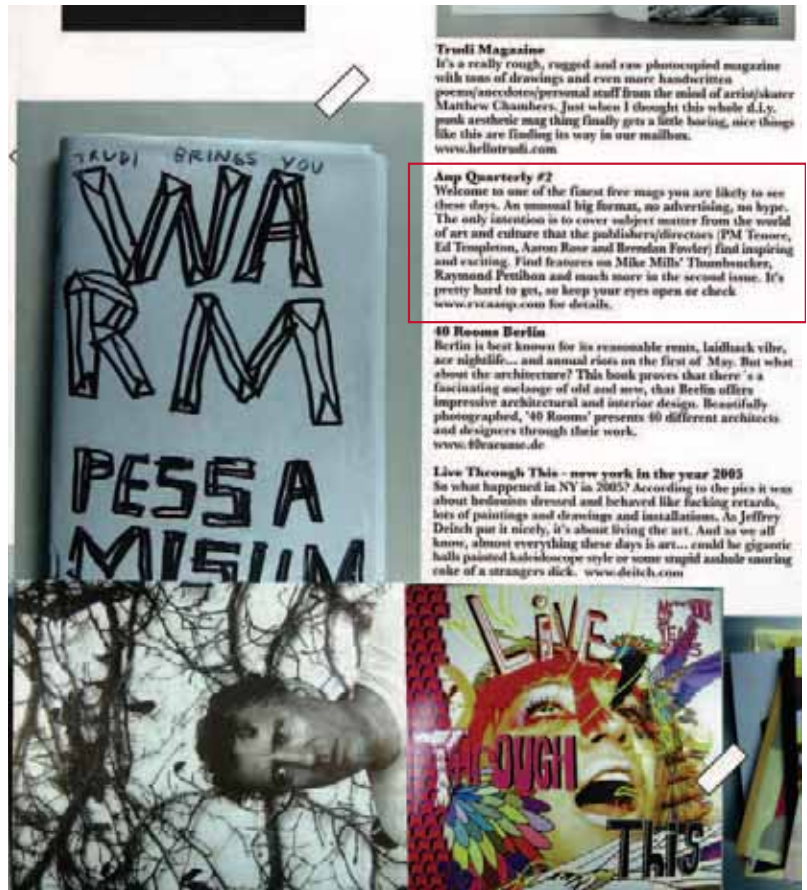 TRUDI BRINGS YOU
WA
RM
PESS A
MISUM
Trudi Magazine
It's a really rough, rugged and raw photocopied magazine
with tons of drawings and even more handwritten
poems/anecdotes/personal stuff from the mind of artist/skater
Matthew Chambers. Just when I thought this whole d.i.y.
punk aesthetic mag thing finally gets a little boring, nice things
like this are finding its way in our mailbox.
www.hellotrudi.com
Anp Quarterly #2
Welcome to one of the finest free mags you are likely to see
these days. An unusual big format, no advertising, no hype.
The only intention is to cover subject matter from the world
of art and culture that the publishers/directors (PM Tenore,
Ed Templeton, Aaron Rose and Brendan Fowler) find inspiring
and exciting. Find features on Mike Mills' Thumbsucker,
Raymond Pettibon and much more in the second issue. It's
pretty hard to get, so keep your eyes open or check
www.rvcaanp.com for details.
40 Rooms Berlin
Berlin is best known for its reasonable rents, laidback vibe,
ace nightlife... and annual riots on the first of May. But what
about the architecture? This book proves that there´s a
fascinating melange of old and new, that Berlin offers
impressive architectural and interior design. Beautifully
photographed, '40 Rooms' presents 40 different architects
and designers through their work.
Live Through This - new york in the year 2005
So what happened in NY in 2005? According to the pics it was
about hedonists dressed and behaved like fucking retards,
lots of paintings and drawings and installations. As Jeffrey
Deitch put it nicely, it's about living the art. And as we all
know, almost everything these days is art... could be gigantic
halls painted kaleidoscope style or some stupid asshole snoring
coke of a strangers dick. www.deitch.com
LiVE
THROUGH
THis